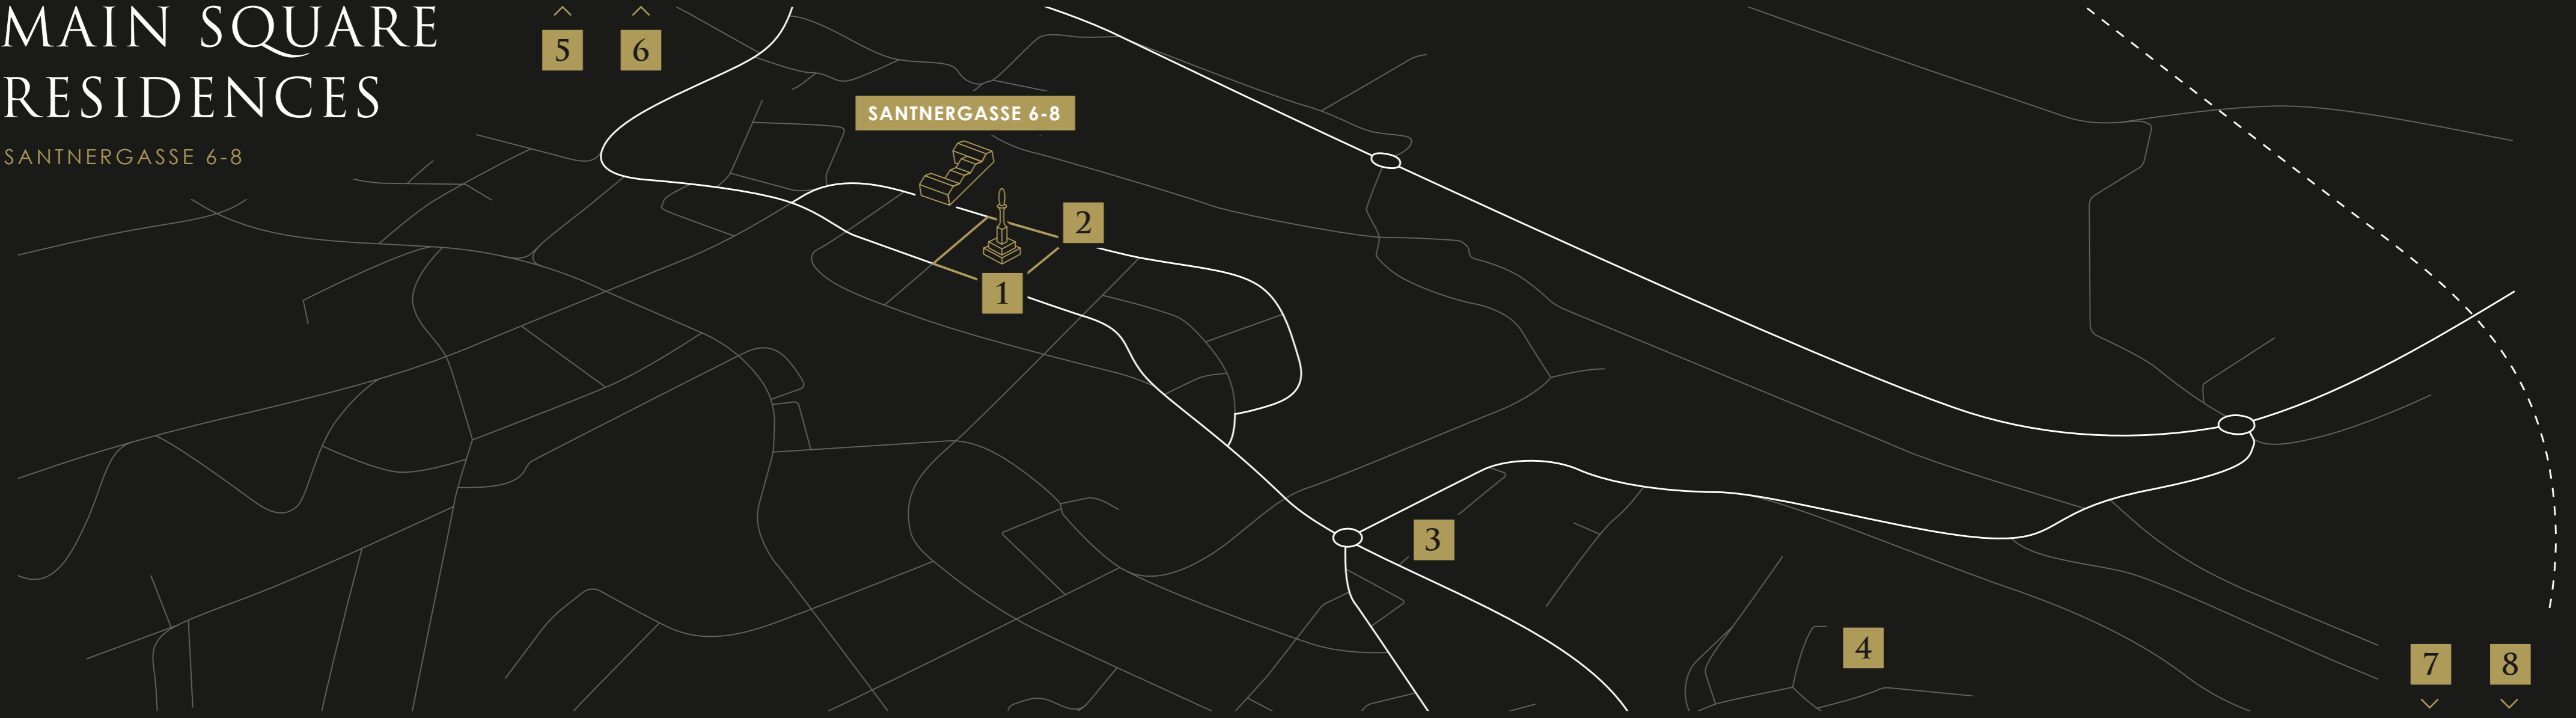 MAIN SQUARE
RESIDENCES
SANTNERGASSE 6-8
5
6
SANTNERGASSE 6-8
2
1
3
4
7
8